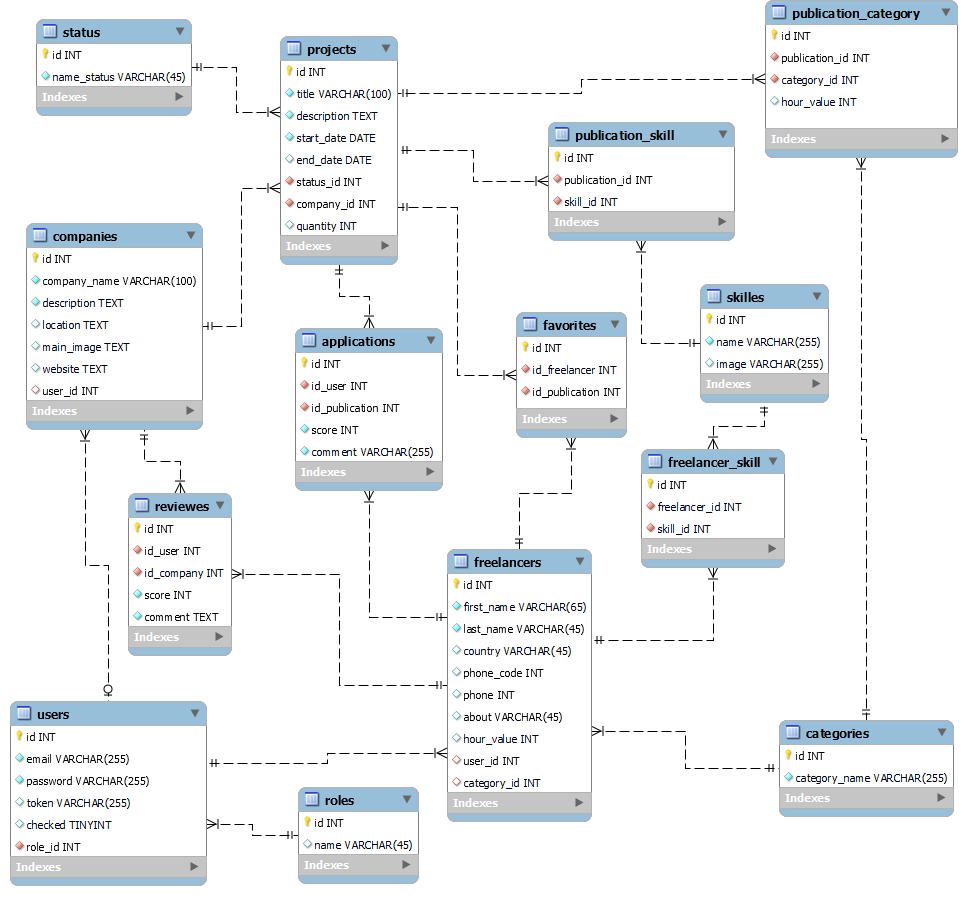 status
id INT
name_status VARCHAR(45)
Indexes
projects
id INT
title VARCHAR(100)
description TEXT
start_date DATE
end_date DATE
status_id INT
company_id INT
quantity INT
Indexes
publication_category
id INT
publication_id INT
category_id INT
hour_value INT
Indexes
publication_skill
id INT
publication_id INT
skill_id INT
Indexes
companies
id INT
company_name VARCHAR(100)
description TEXT
location TEXT
main_image TEXT
website TEXT
user_id INT
Indexes
applications
id INT
id_user INT
id_publication INT
score INT
comment VARCHAR(255)
Indexes
favorites
id INT
id_freelancer INT
id_publication INT
Indexes
skilles
id INT
name VARCHAR(255)
image VARCHAR(255)
Indexes
freelancer_skill
id INT
freelancer_id INT
skill_id INT
Indexes
reviewes
id INT
id_user INT
id_company INT
score INT
comment TEXT
Indexes
freelancers
id INT
first_name VARCHAR(65)
last_name VARCHAR(45)
country VARCHAR(45)
phone_code INT
phone INT
about VARCHAR(45)
hour_value INT
user_id INT
category_id INT
Indexes
users
id INT
email VARCHAR(255)
password VARCHAR(255)
token VARCHAR(255)
checked TINYINT
role_id INT
Indexes
roles
id INT
name VARCHAR(45)
Indexes
categories
id INT
category_name VARCHAR(255)
Indexes